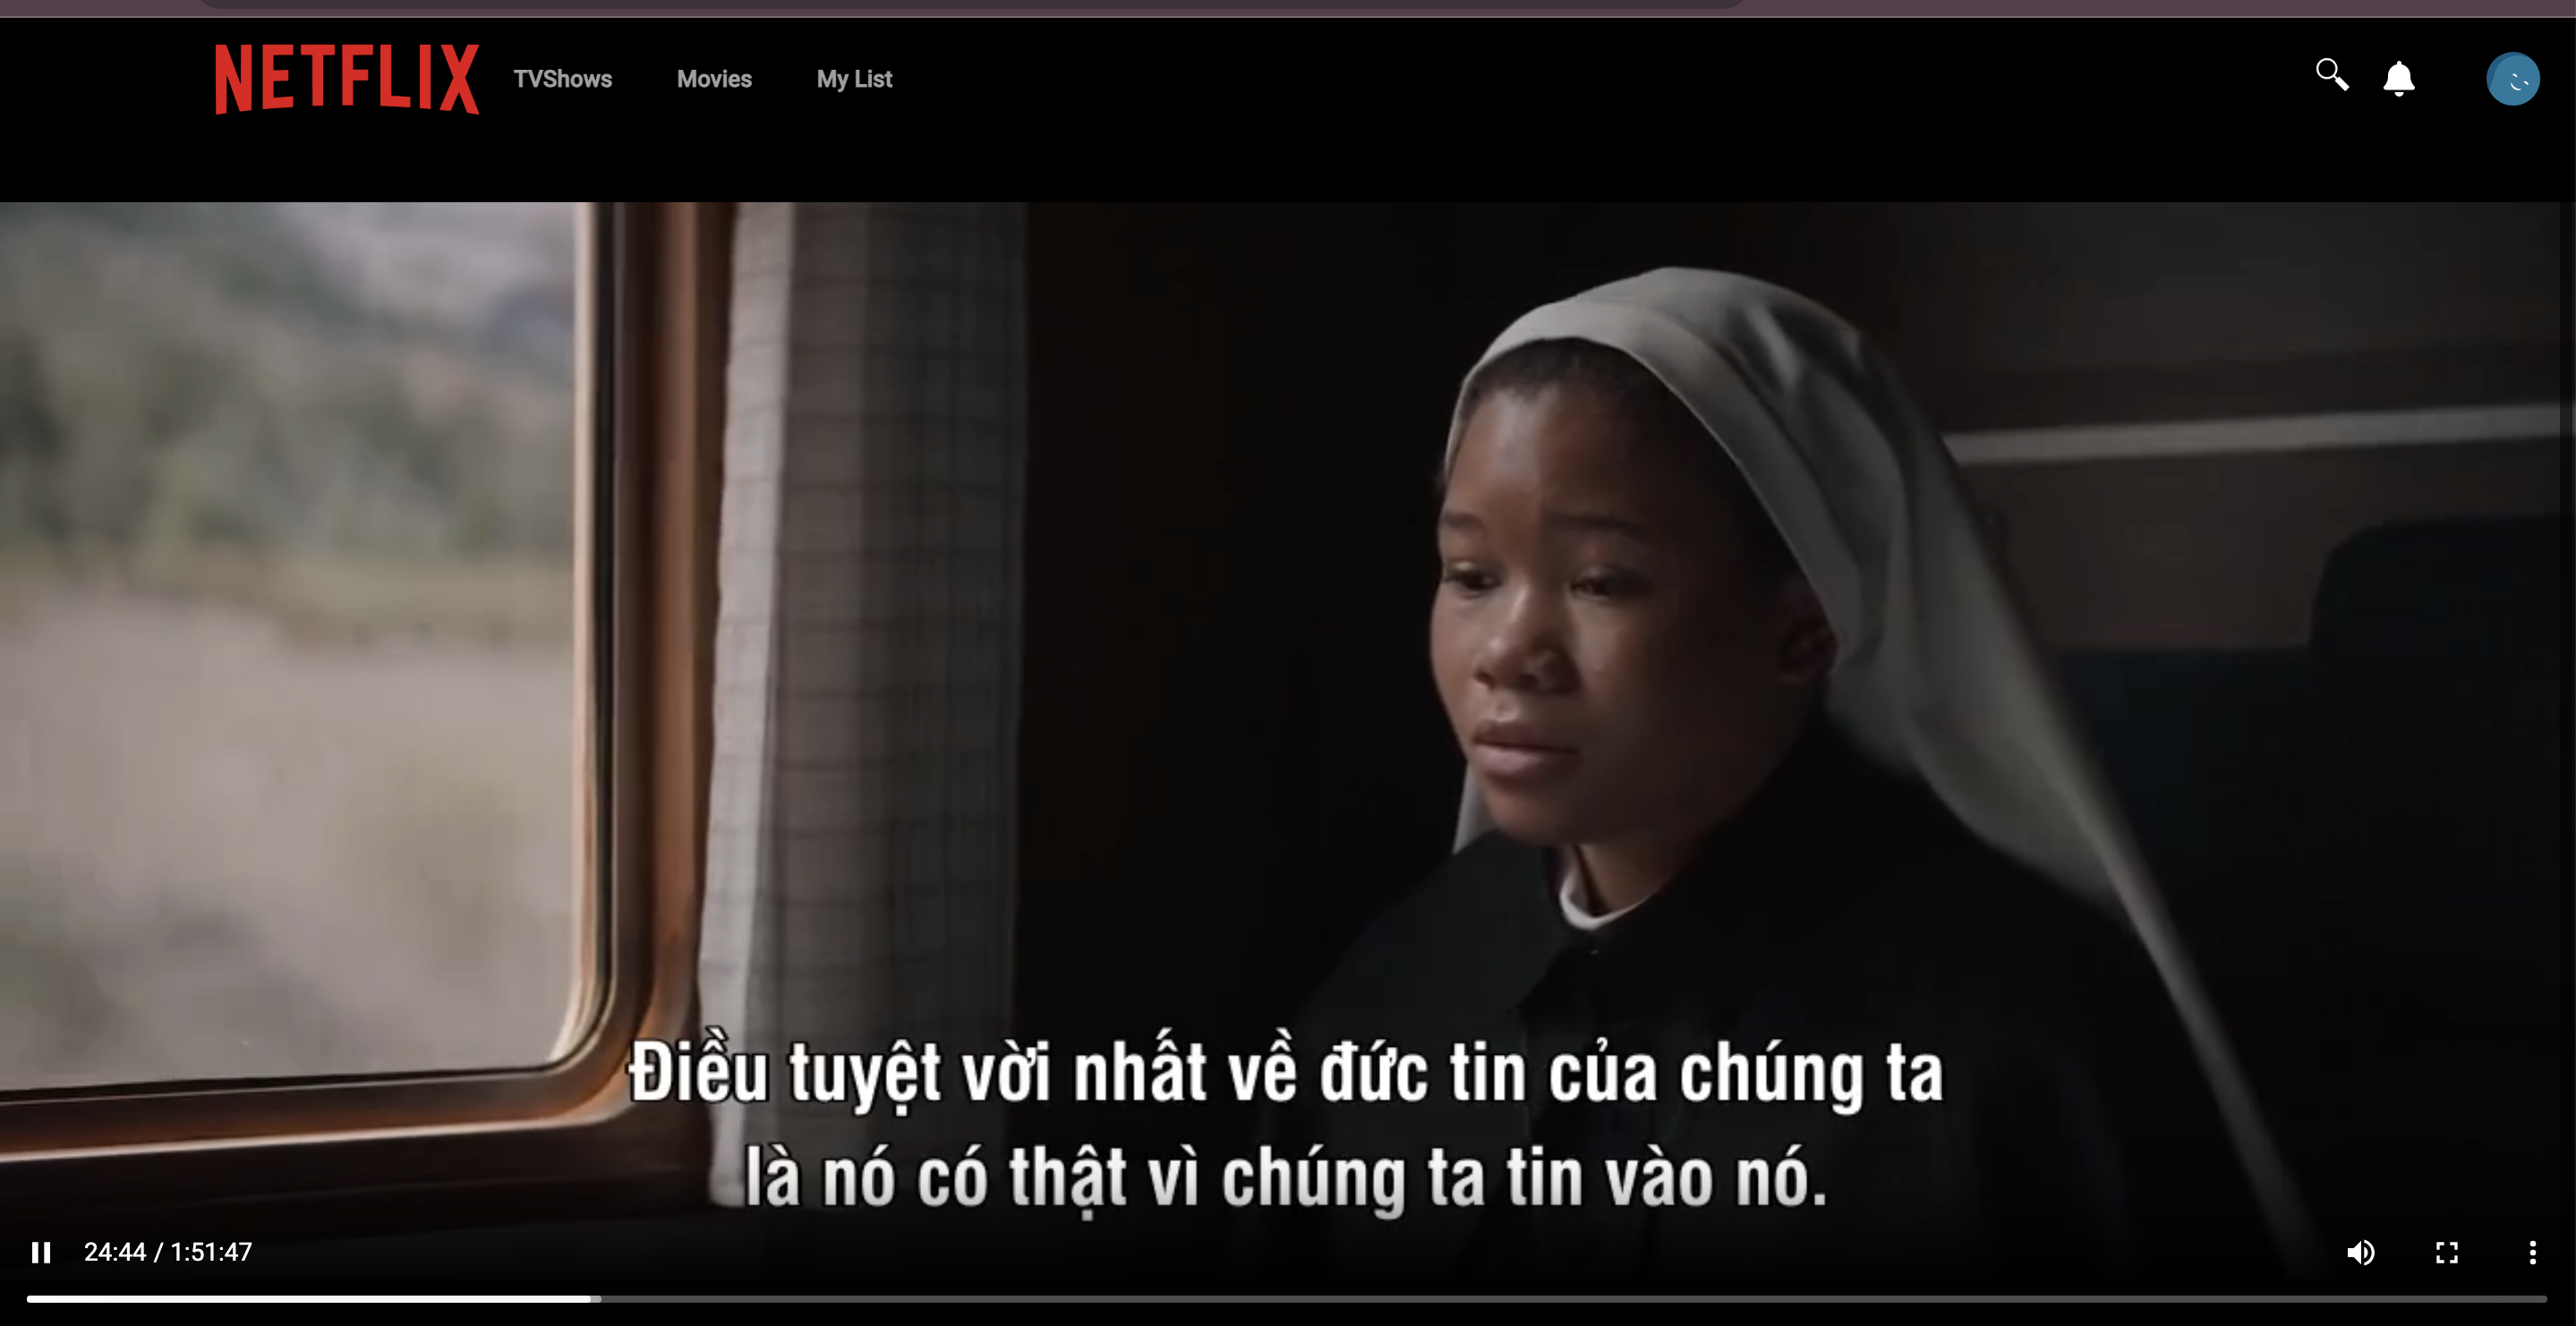 NETFLIX TVShows Movies My List
Điều tuyệt vời nhất về đức tin của chúng ta
là nó có thật vì chúng ta tin vào nó.
24:44 / 1:51:47